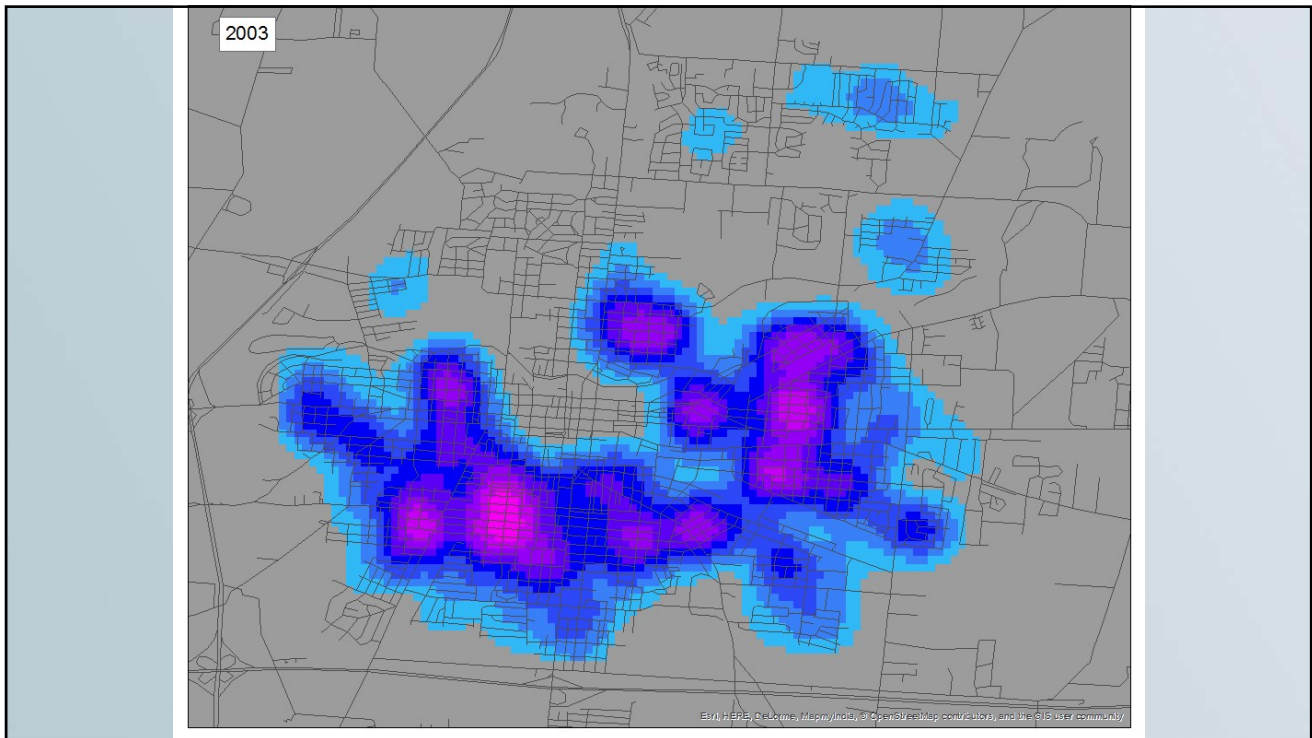 2003
Esri, HERE, DeLorme, MapmyIndia, © OpenStreetMap contributors, and the GIS user community